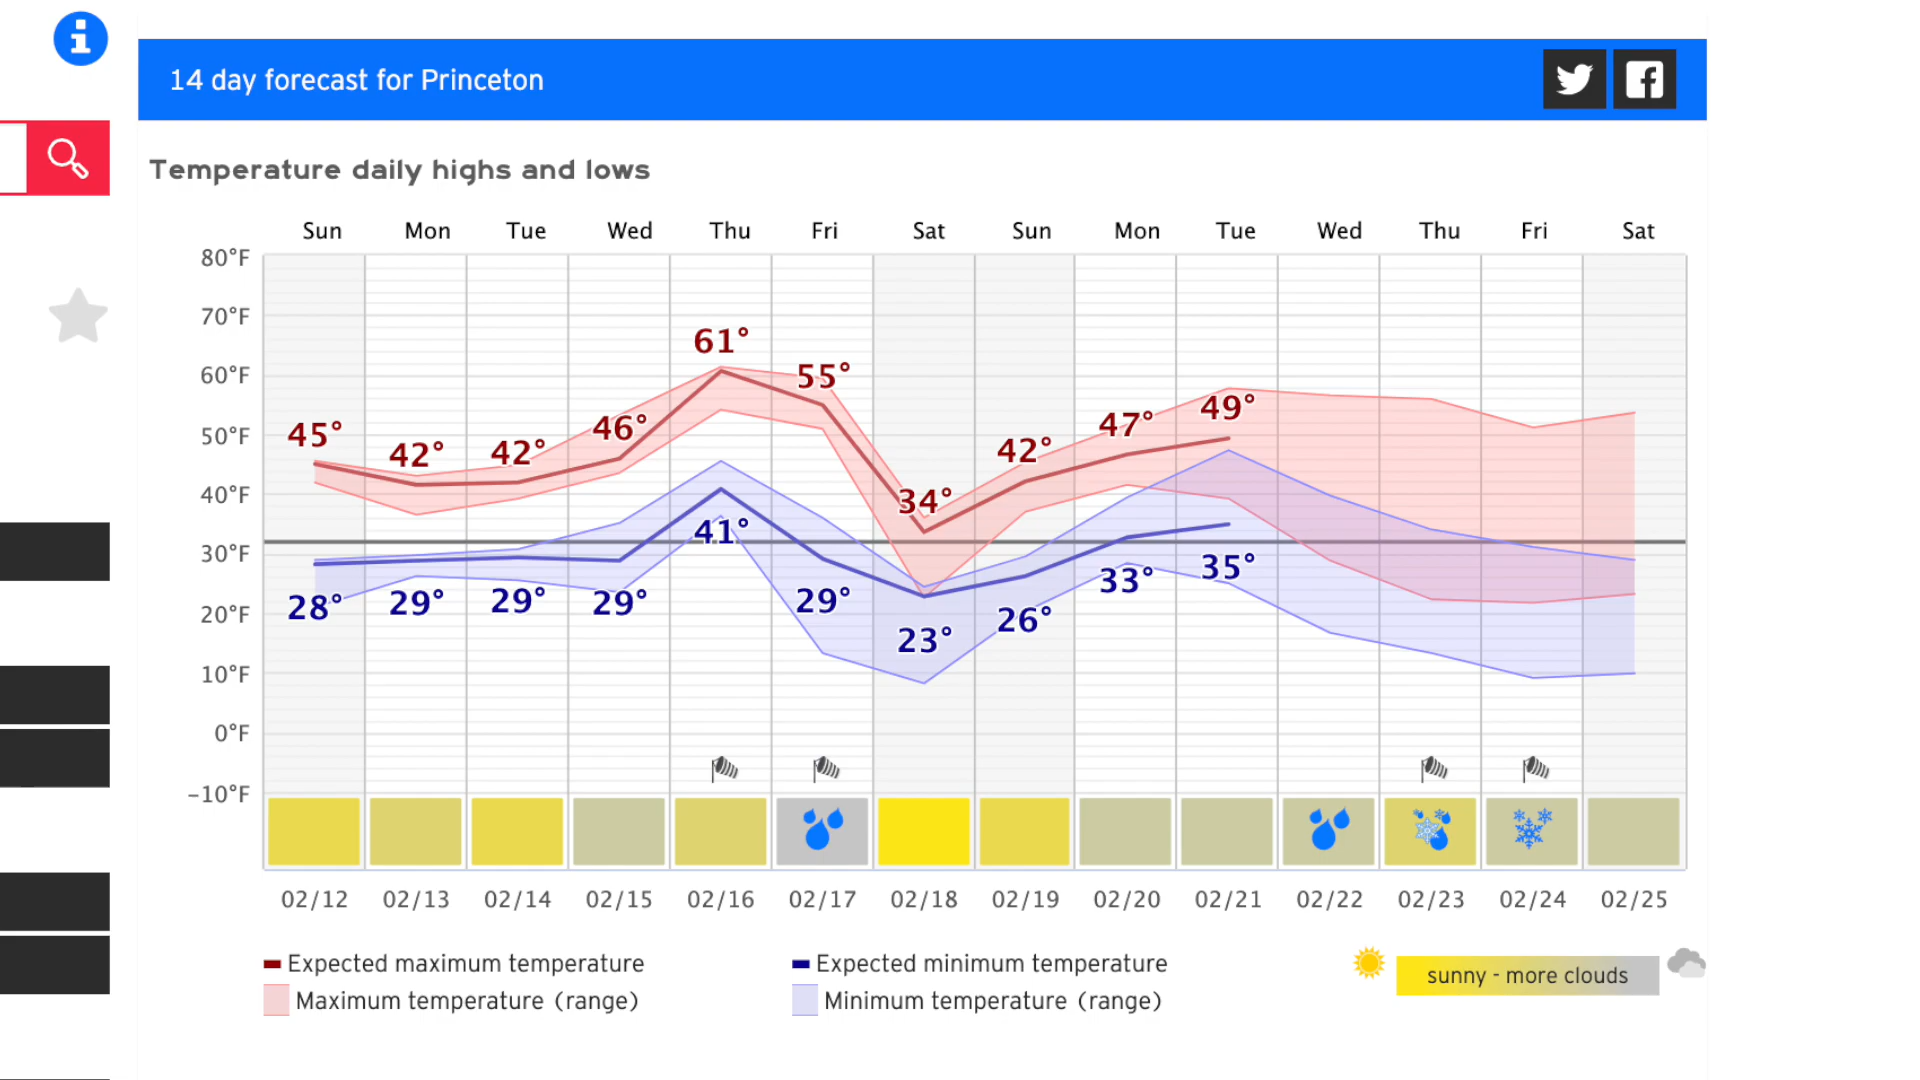 14 day forecast for Princeton
Temperature daily highs and lows
Sun Mon Tue Wed Thu Fri Sat Sun Mon Tue Wed Thu Fri Sat
80°F
70°F
60°F
50°F
40°F
30°F
20°F
10°F
0°F
-10°F
45° 42° 42° 46° 61° 55° 34° 42° 47° 49°
28° 29° 29° 29° 41° 29° 23° 26° 33° 35°
02/12 02/13 02/14 02/15 02/16 02/17 02/18 02/19 02/20 02/21 02/22 02/23 02/24 02/25
Expected maximum temperature
Maximum temperature (range)
Expected minimum temperature
Minimum temperature (range)
sunny - more clouds